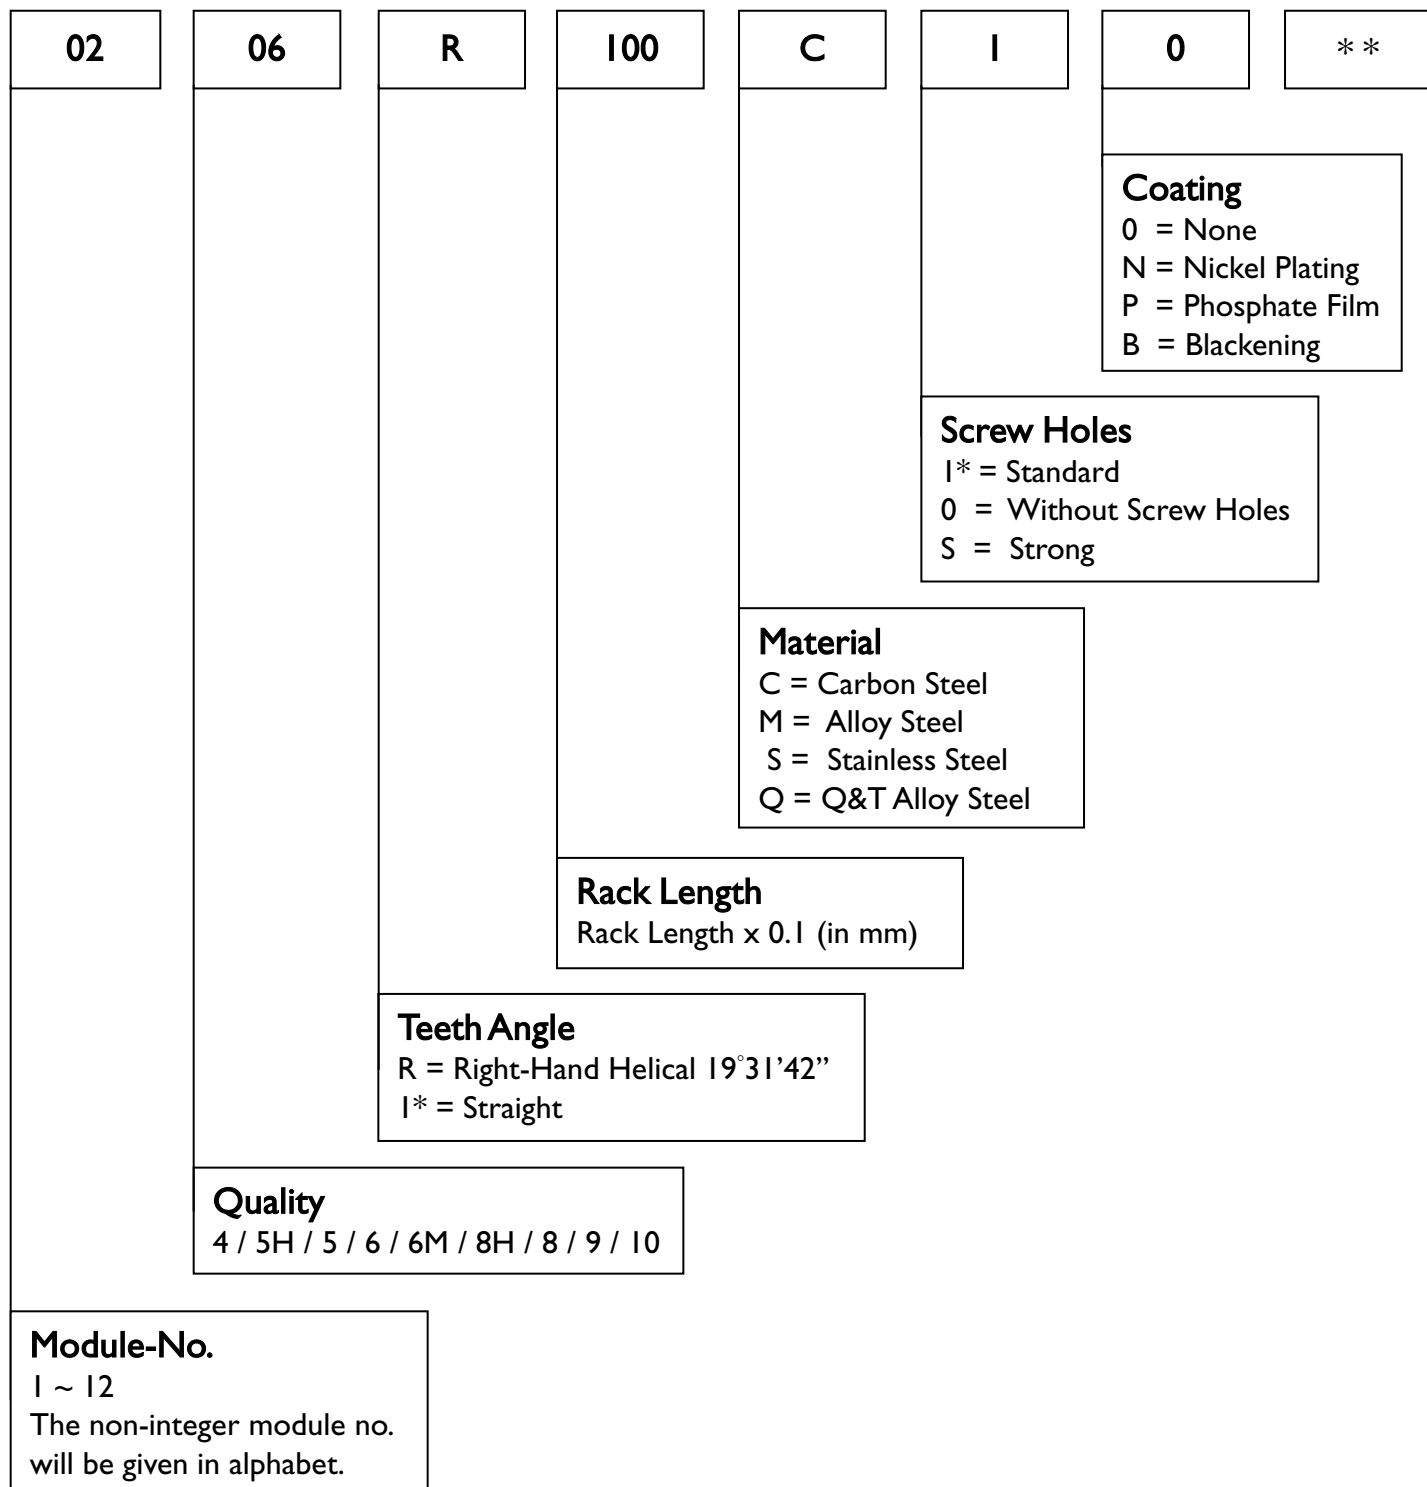 02 06 R 100 C 1 0 **
Coating
0 = None
N = Nickel Plating
P = Phosphate Film
B = Blackening
Screw Holes
1* = Standard
0 = Without Screw Holes
S = Strong
Material
C = Carbon Steel
M = Alloy Steel
S = Stainless Steel
Q = Q&T Alloy Steel
Rack Length
Rack Length x 0.1 (in mm)
Teeth Angle
R = Right-Hand Helical 19°31’42”
1* = Straight
Quality
4 / 5H / 5 / 6 / 6M / 8H / 8 / 9 / 10
Module-No.
1 ~ 12
The non-integer module no.
will be given in alphabet.